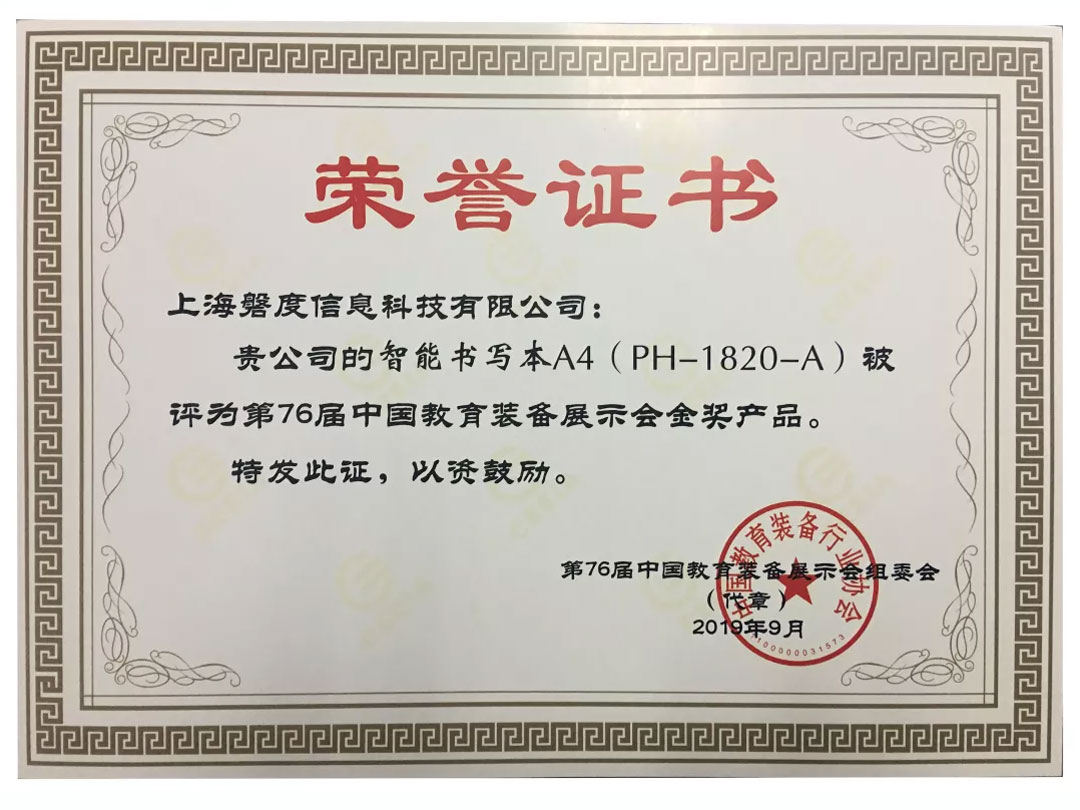 荣誉证书
上海磐度信息科技有限公司：
贵公司的智能书写本A4（PH-1820-A）被
评为第76届中国教育装备展示会金奖产品。
特发此证，以资鼓励。
中国教育装备行业协会
第76届中国教育装备展示会组委会
（代章）
2019年9月